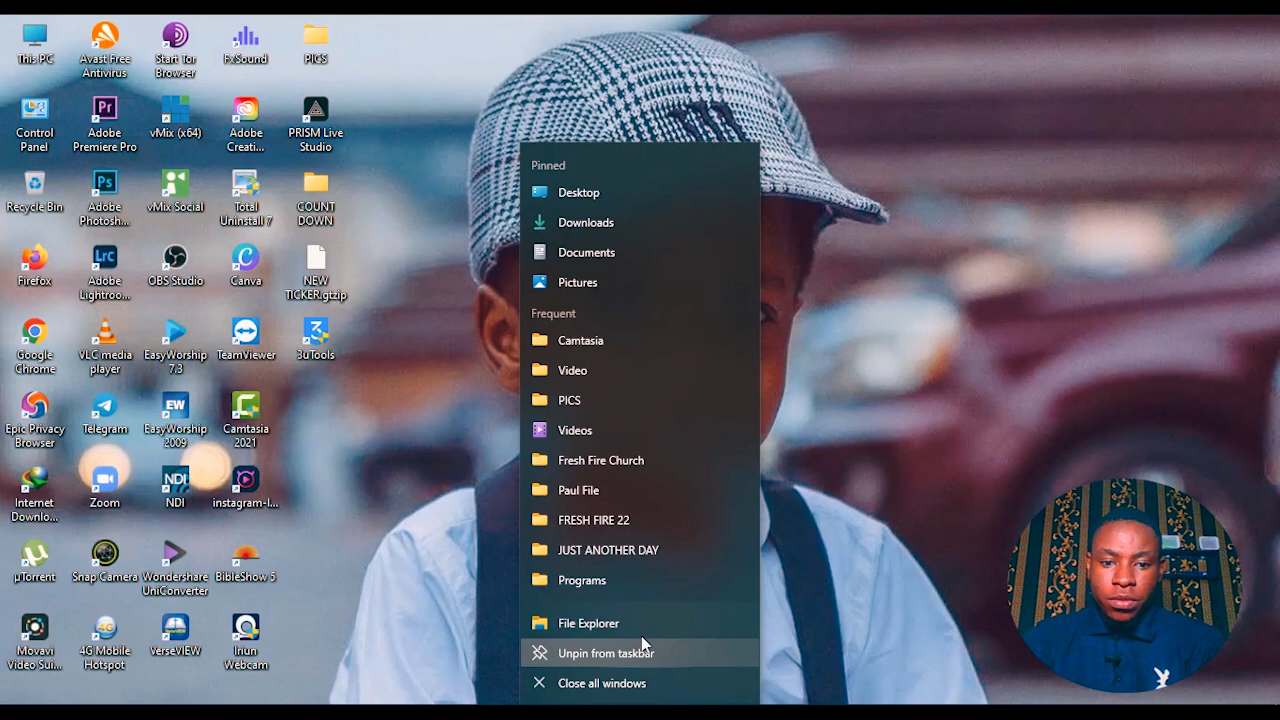 This PC
Avast Free
Antivirus
Start Tor
Browser
FxSound
PICS
Control
Panel
Adobe
Premiere Pro
vMix (x64)
Adobe
Creati...
PRISM Live
Studio
Recycle Bin
Adobe
Photosh...
vMix Social
Total
Uninstall 7
COUNT
DOWN
Firefox
Adobe
Lightroo...
OBS Studio
Canva
NEW
TICKER.gtzip
Google
Chrome
VLC media
player
EasyWorship
7.3
TeamViewer
3uTools
Epic Privacy
Browser
Telegram
EasyWorship
2009
Camtasia
2021
Internet
Downlo...
Zoom
NDI
instagram-l...
µTorrent
Snap Camera
Wondershare
UniConverter
BibleShow 5
Movavi
Video Sui...
4G Mobile
Hotspot
VerseVIEW
Iriun
Webcam
Pinned
Desktop
Downloads
Documents
Pictures
Frequent
Camtasia
Video
PICS
Videos
Fresh Fire Church
Paul File
FRESH FIRE 22
JUST ANOTHER DAY
Programs
File Explorer
Unpin from taskbar
Close all windows